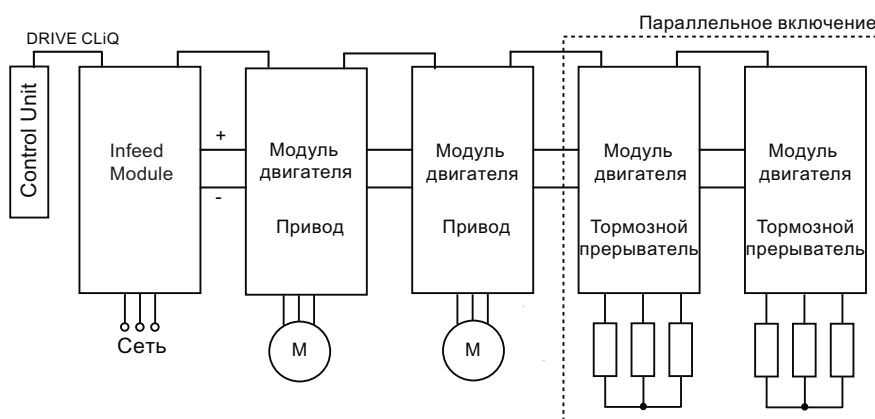 Параллельное включение
DRIVE CLiQ
Control Unit
Infeed
Module
+
-
Модуль
двигателя
Привод
Модуль
двигателя
Привод
Модуль
двигателя
Тормозной
прерыватель
Модуль
двигателя
Тормозной
прерыватель
Сеть
M
M